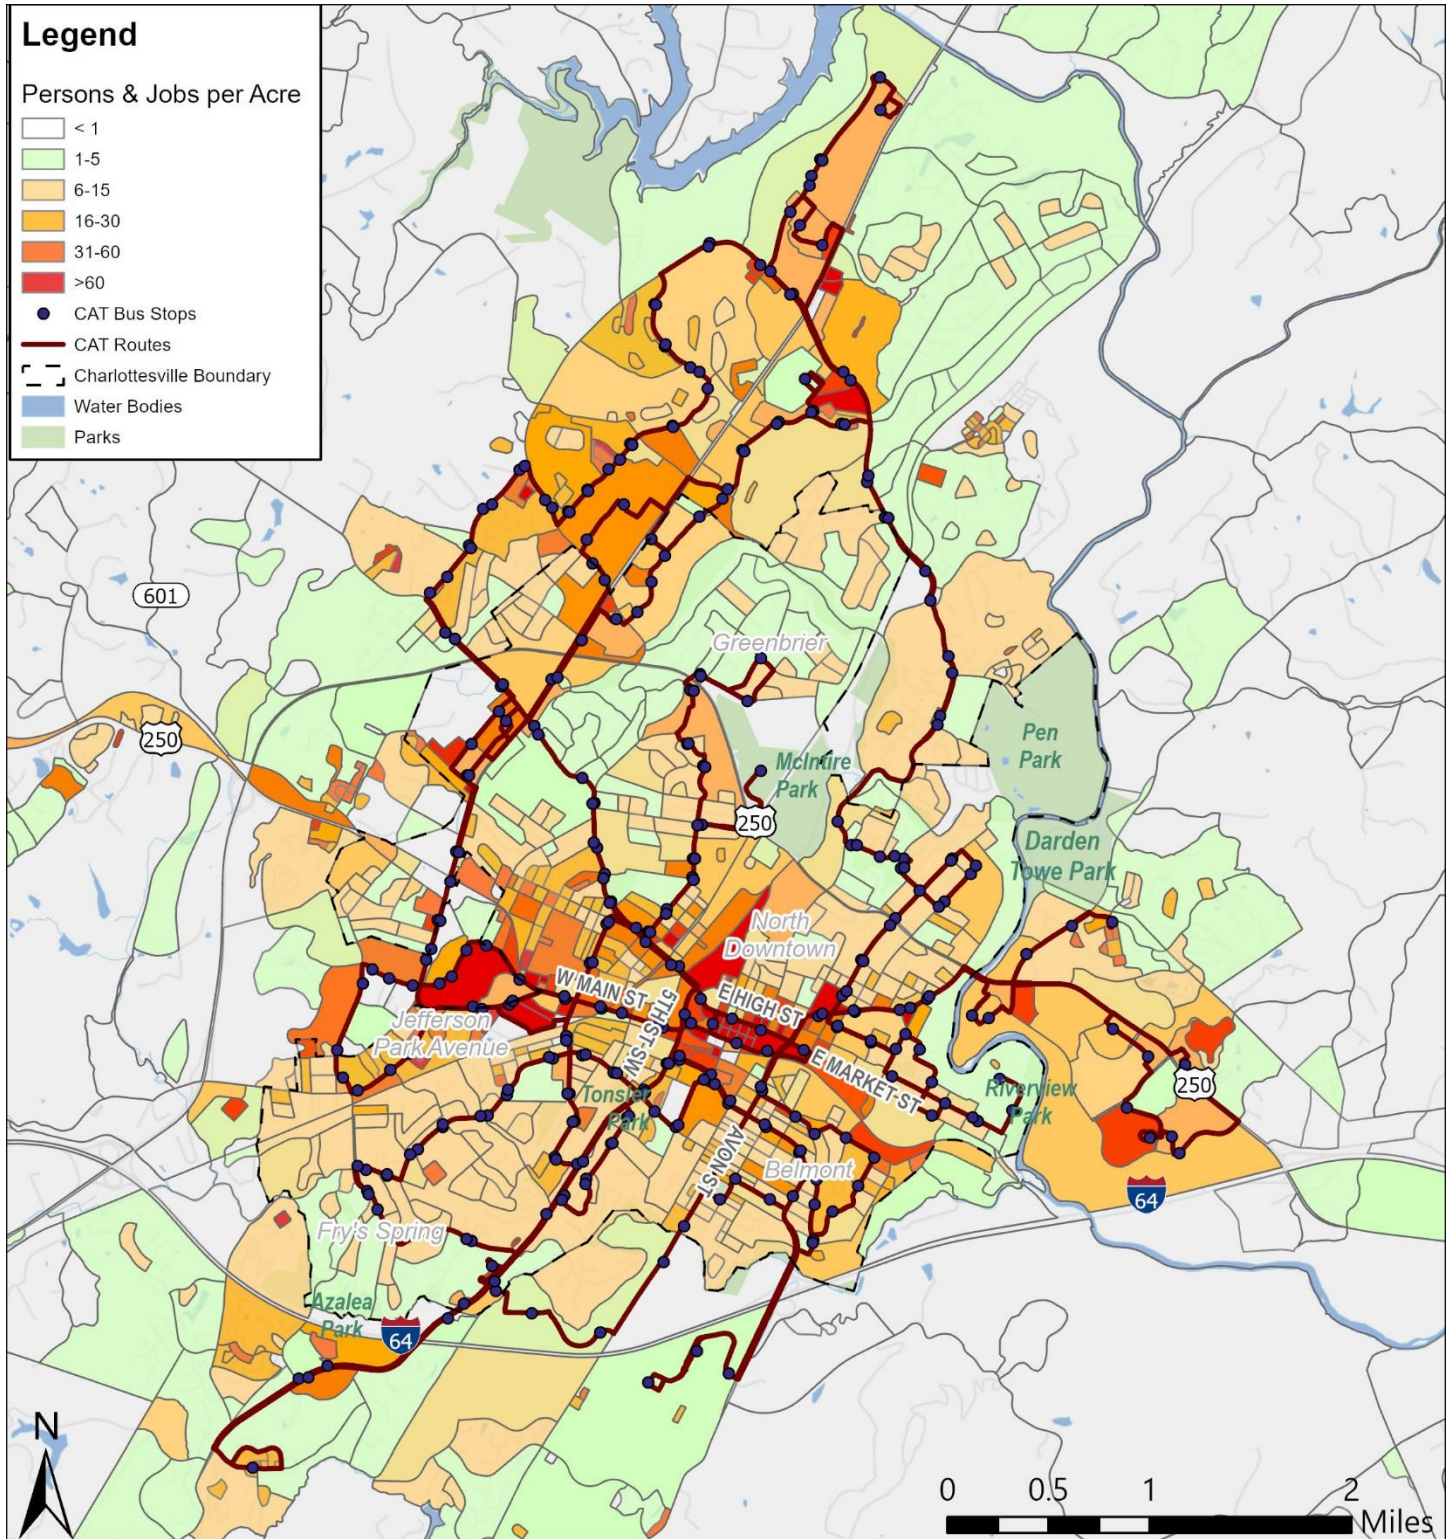 Legend
Persons & Jobs per Acre
< 1
1-5
6-15
16-30
31-60
>60
CAT Bus Stops
CAT Routes
Charlottesville Boundary
Water Bodies
Parks
601
Greenbrier
250
Pen
Park
McIntire
Park
250
Darden
Towe Park
North
Downtown
W MAIN ST
E HIGH ST
5TH ST SW
Jefferson
Park Avenue
E MARKET ST
Tonsler
Park
Riverview
Park
250
AVON ST
Belmont
64
Fry's Spring
Azalea
Park
64
N
0 0.5 1 2
Miles